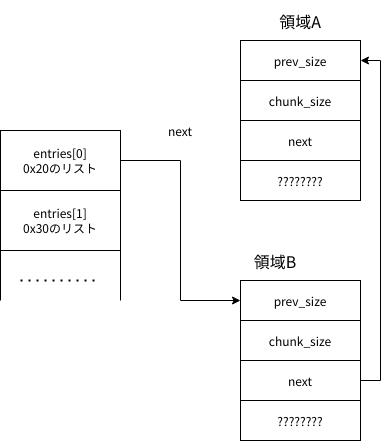 領域A
prev_size
chunk_size
next
????????
next
entries[0]
0x20のリスト
entries[1]
0x30のリスト
..........
領域B
prev_size
chunk_size
next
????????